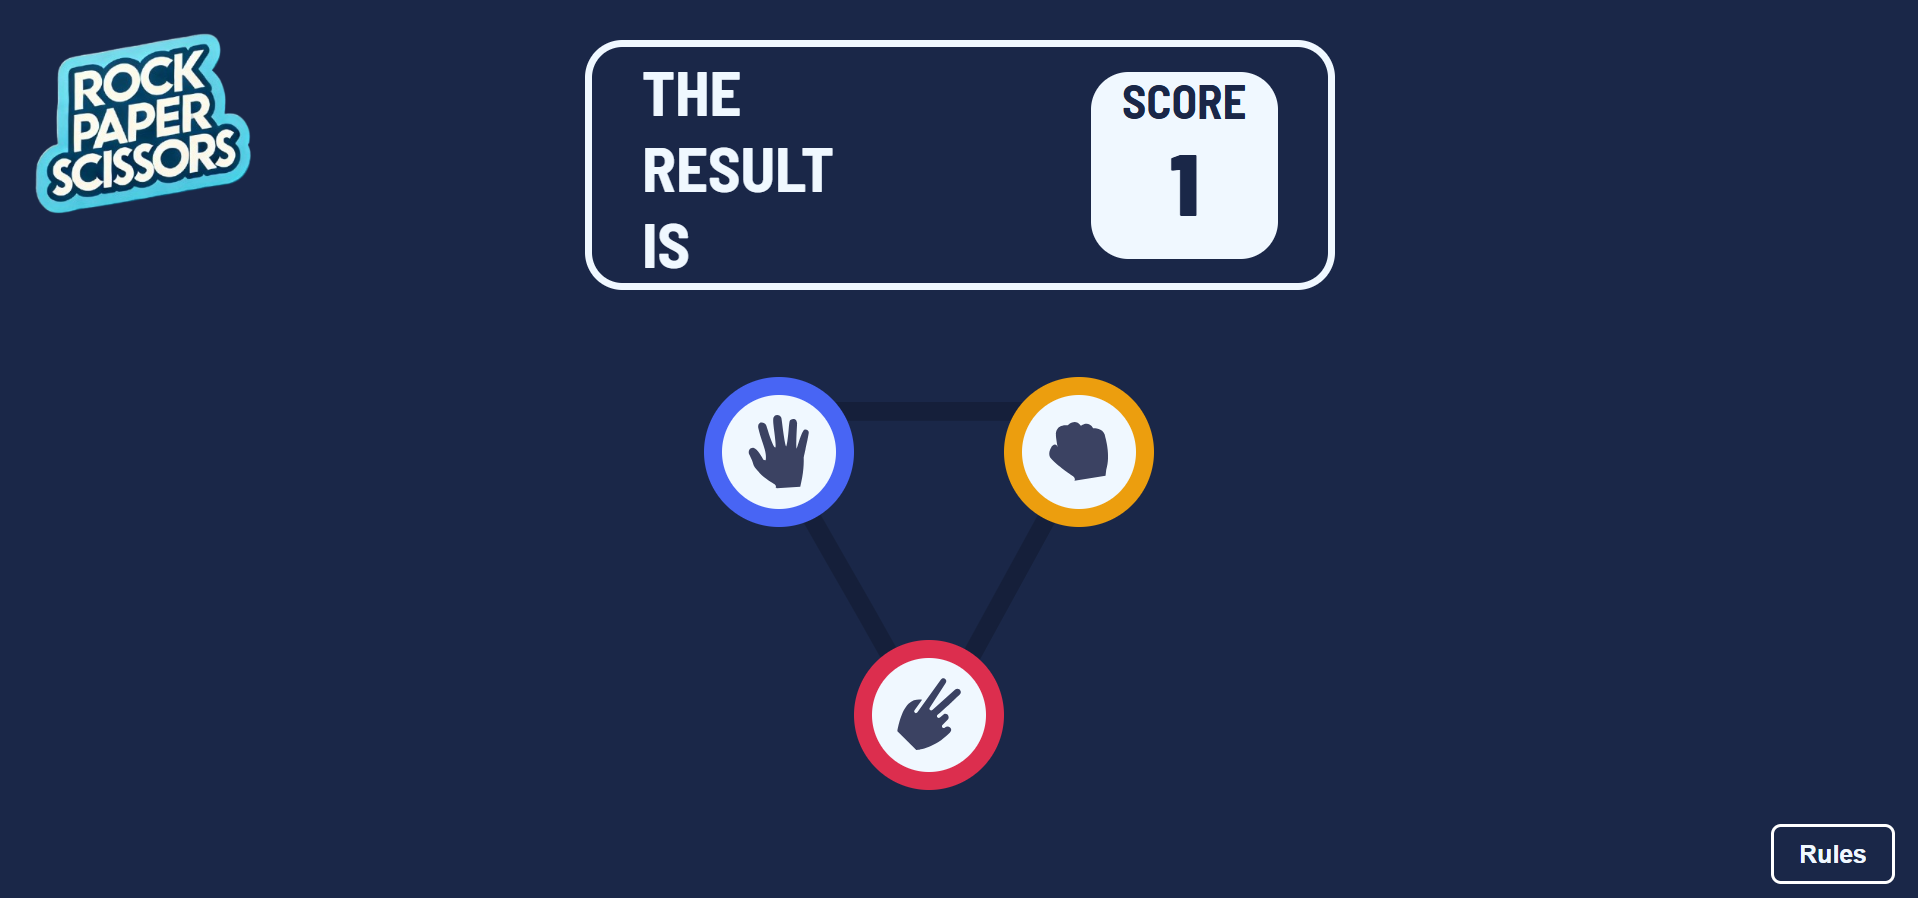 ROCK
PAPER
SCISSORS
THE
RESULT
IS
SCORE
1
Rules